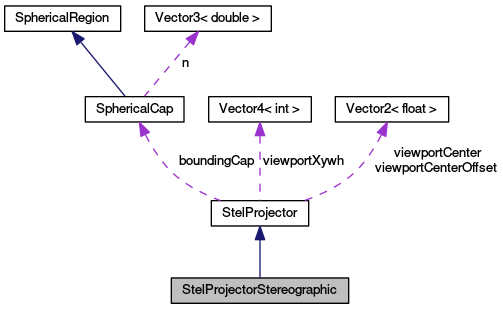 SphericalRegion
Vector3< double >
n
SphericalCap
Vector4< int >
Vector2< float >
boundingCap
viewportXywh
viewportCenter
viewportCenterOffset
StelProjector
StelProjectorStereographic